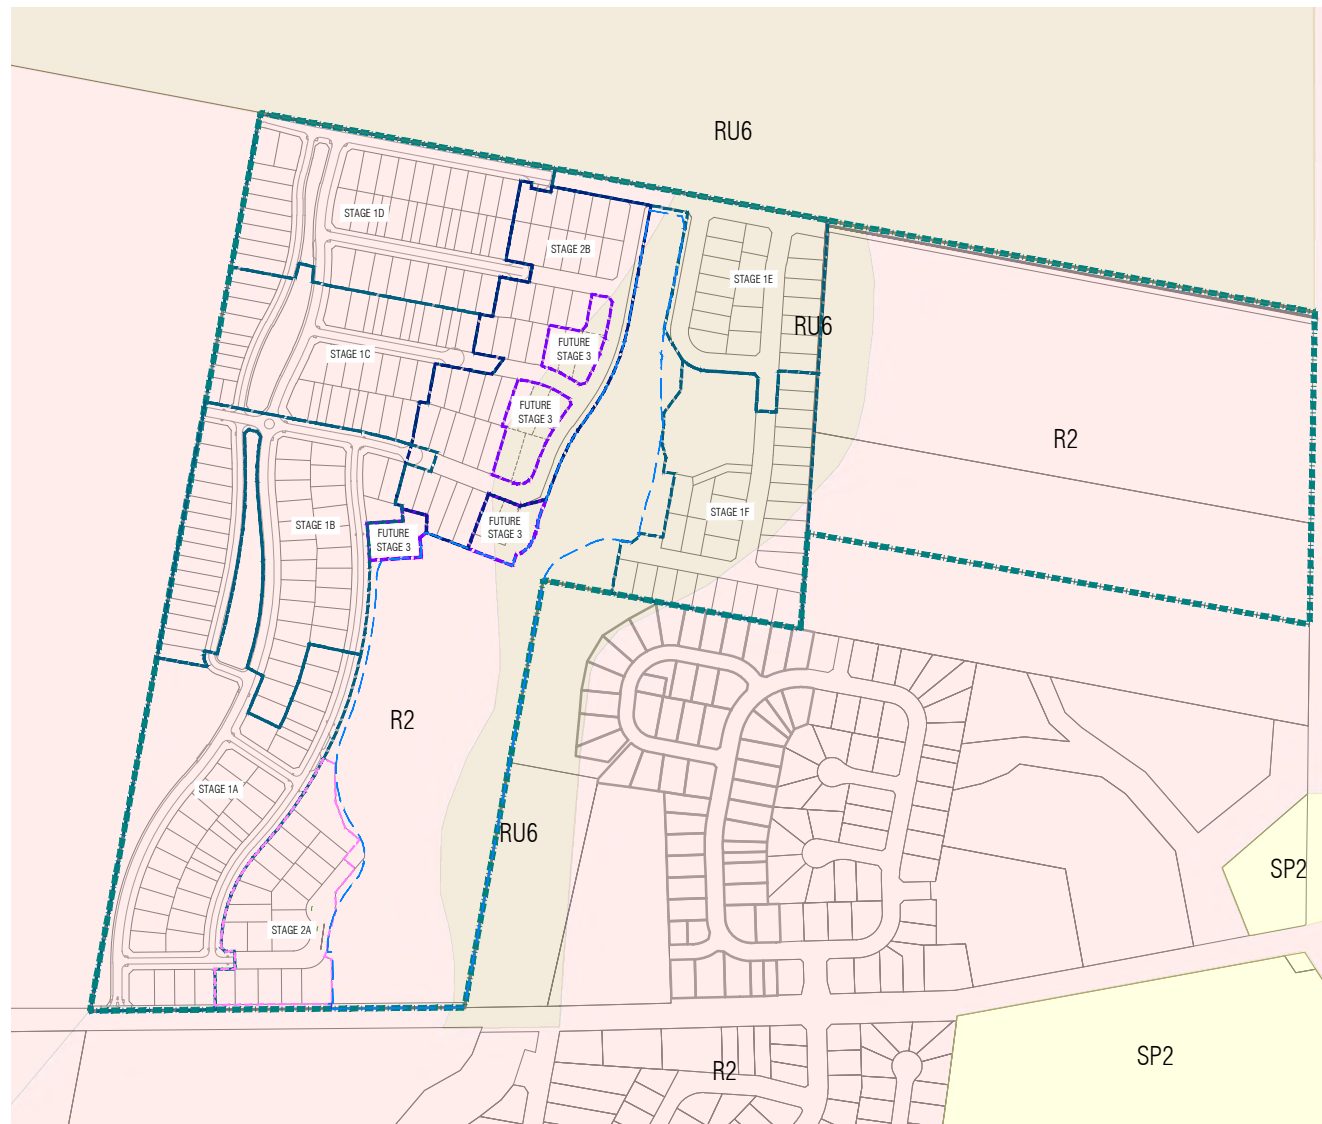 RU6
STAGE 1D
STAGE 2B
STAGE 1E
RU6
FUTURE
STAGE 3
STAGE 1C
FUTURE
STAGE 3
R2
STAGE 1F
STAGE 1B
FUTURE
STAGE 3
FUTURE
STAGE 3
R2
STAGE 1A
RU6
SP2
STAGE 2A
SP2
R2